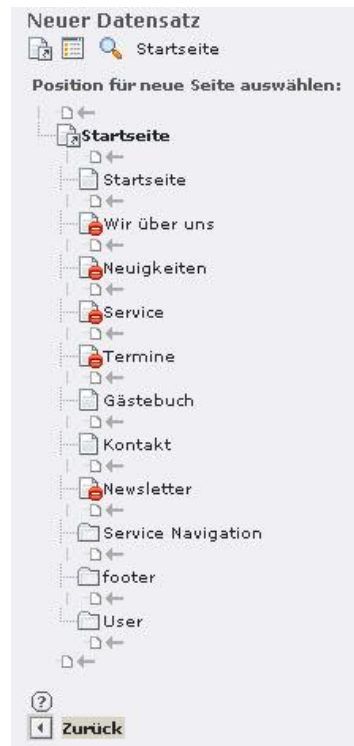 Neuer Datensatz
Startseite
Position für neue Seite auswählen:
Startseite
Startseite
Wir über uns
Neuigkeiten
Service
Termine
Gästebuch
Kontakt
Newsletter
Service Navigation
footer
User
Zurück